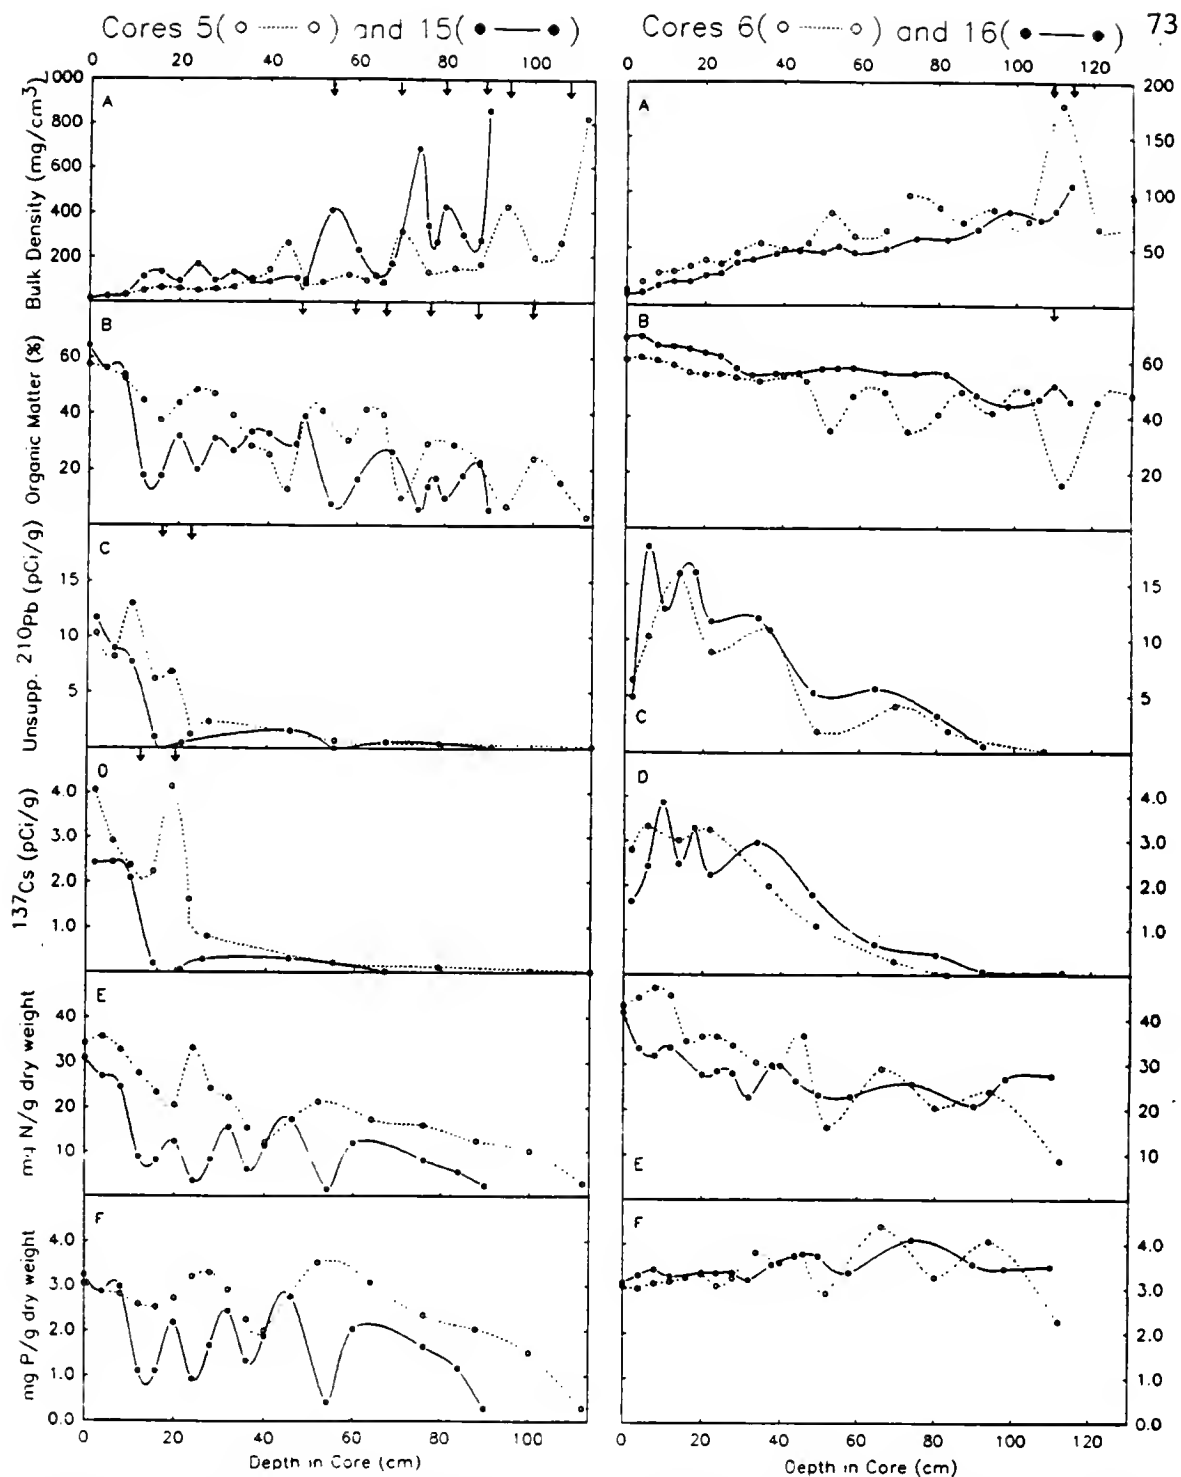 Cores 5( ○ ········ ○ ) and 15( ● —— ● )
Cores 6( ○ ········ ○ ) and 16( ● —— ● )
73
0 20 40 60 80 100
0 20 40 60 80 100 120
Bulk Density (mg/cm³)
1000
800
600
400
200
A
A
200
150
100
50
Organic Matter (%)
60
40
20
B
B
60
40
20
Unsupp. ²¹⁰Pb (pCi/g)
15
10
5
C
C
15
10
5
¹³⁷Cs (pCi/g)
4.0
3.0
2.0
1.0
D
D
4.0
3.0
2.0
1.0
mg N/g dry weight
40
30
20
10
E
E
40
30
20
10
mg P/g dry weight
4.0
3.0
2.0
1.0
0.0
F
F
4.0
3.0
2.0
1.0
0.0
0 20 40 60 80 100
0 20 40 60 80 100 120
Depth in Core (cm)
Depth in Core (cm)